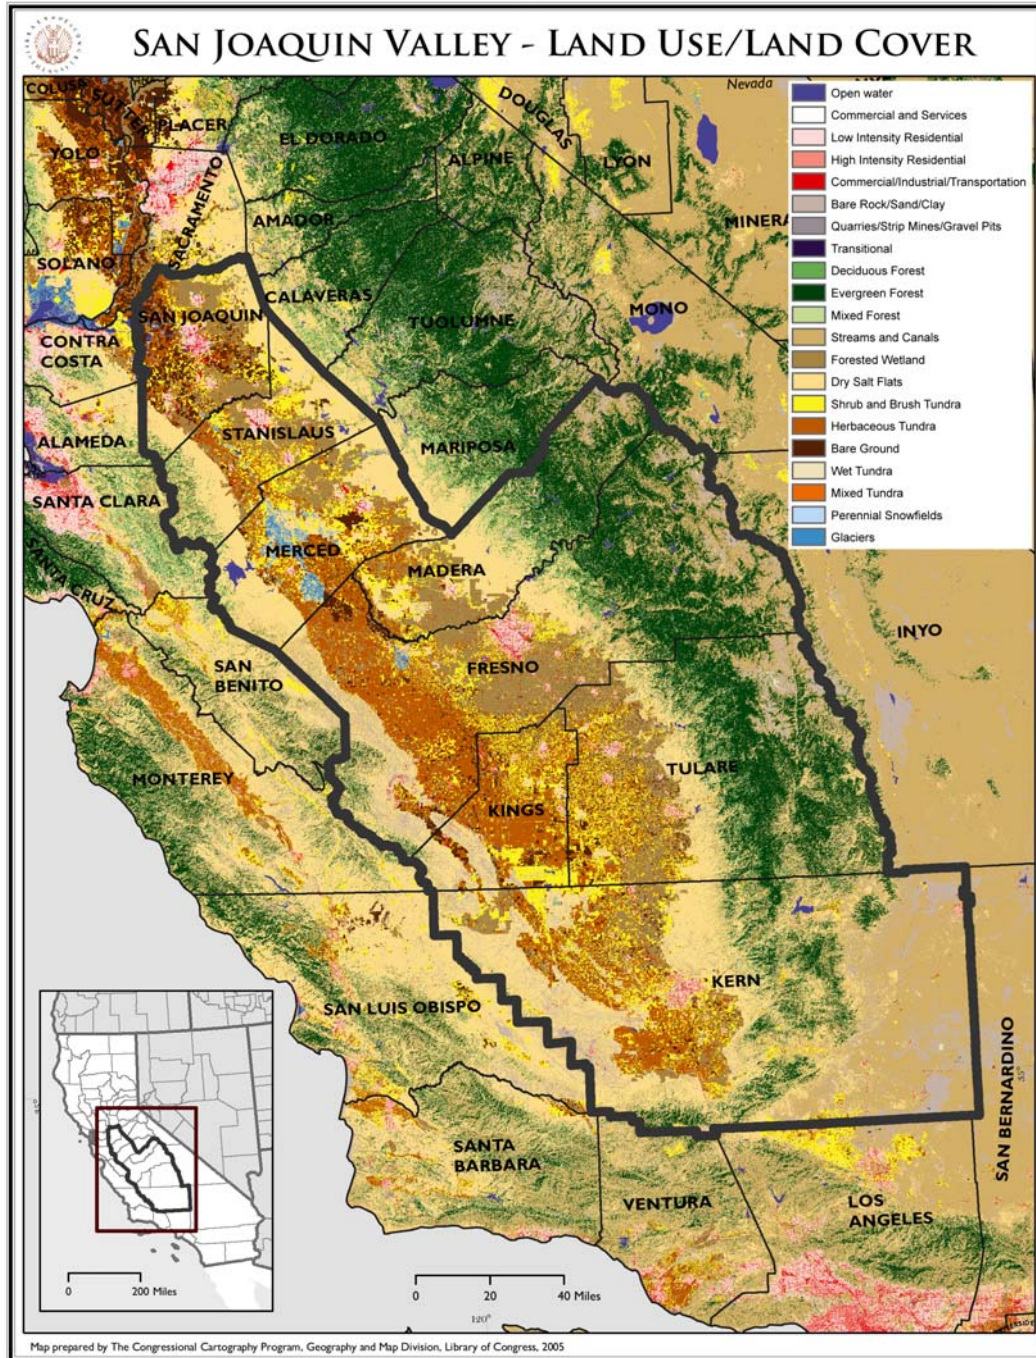 SAN JOAQUIN VALLEY - LAND USE/LAND COVER
Nevada
Open water
Commercial and Services
Low Intensity Residential
High Intensity Residential
Commercial/Industrial/Transportation
Bare Rock/Sand/Clay
Quarries/Strip Mines/Gravel Pits
Transitional
Deciduous Forest
Evergreen Forest
Mixed Forest
Streams and Canals
Forested Wetland
Dry Salt Flats
Shrub and Brush Tundra
Herbaceous Tundra
Bare Ground
Wet Tundra
Mixed Tundra
Perennial Snowfields
Glaciers
COLUSA
SUTTER
PLACER
YOLO
EL DORADO
DOUGLAS
ALPINE
LYON
SACRAMENTO
AMADOR
MINERA
SOLANO
CALAVERAS
SAN JOAQUIN
TUOLUMNE
MONO
CONTRA
COSTA
ALAMEDA
STANISLAUS
MARIPOSA
SANTA CLARA
MERCED
MADERA
SANTA CRUZ
INYO
FRESNO
SAN
BENITO
MONTEREY
TULARE
KINGS
KERN
SAN LUIS OBISPO
SAN BERNARDINO
35°
35°
SANTA
BARBARA
VENTURA
LOS
ANGELES
0 200 Miles
0 20 40 Miles
120°
Map prepared by The Congressional Cartography Program, Geography and Map Division, Library of Congress, 2005